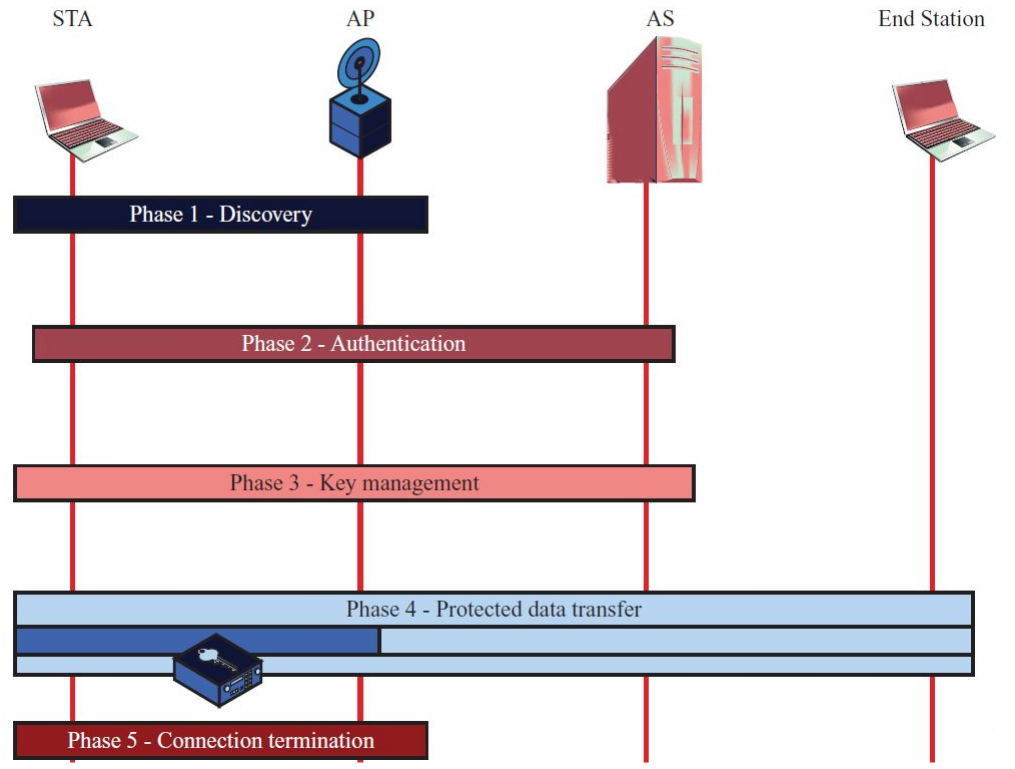 STA
AP
AS
End Station
Phase 1 - Discovery
Phase 2 - Authentication
Phase 3 - Key management
Phase 4 - Protected data transfer
Phase 5 - Connection termination